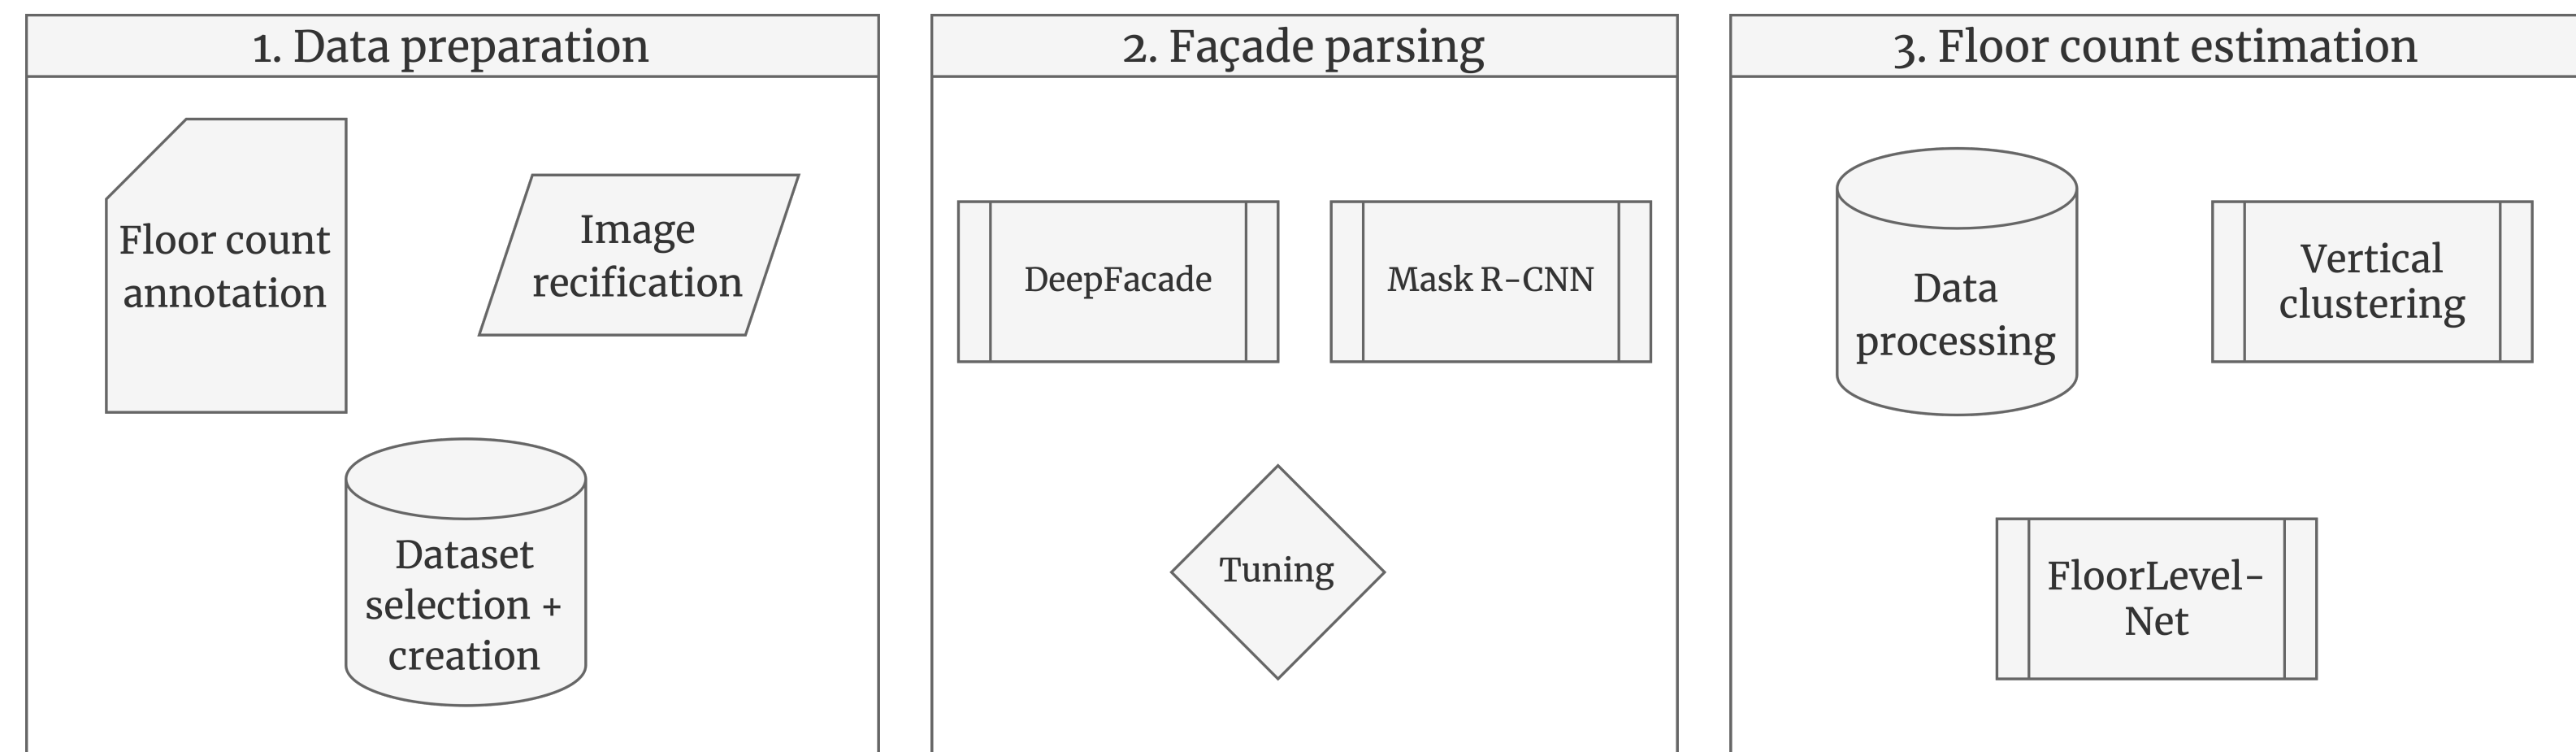 1. Data preparation
Floor count
annotation
Image
recification
Dataset
selection +
creation
2. Façade parsing
DeepFacade
Mask R-CNN
Tuning
3. Floor count estimation
Data
processing
Vertical
clustering
FloorLevel-
Net